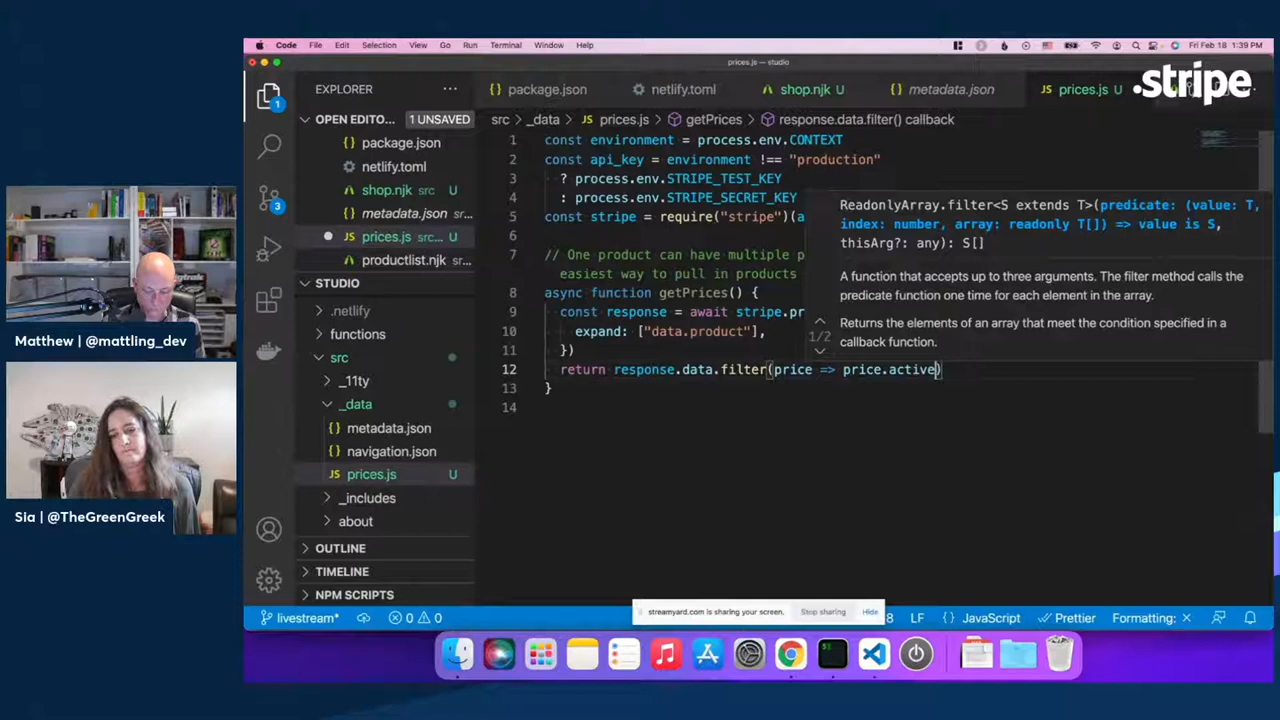 Code File Edit Selection View Go Run Terminal Window Help
Fri Feb 18 1:39 PM
prices.js — studio
stripe
EXPLORER
package.json
netlify.toml
shop.njk U
metadata.json
prices.js U
OPEN EDITO...
1 UNSAVED
src > _data > JS prices.js > getPrices > response.data.filter() callback
package.json
netlify.toml
shop.njk src U
metadata.json src/...
JS prices.js src/... U
productlist.njk src/...
STUDIO
.netlify
functions
src
_11ty
_data
metadata.json
navigation.json
JS prices.js U
_includes
about
OUTLINE
TIMELINE
NPM SCRIPTS
1 const environment = process.env.CONTEXT
2 const api_key = environment !== "production"
3 ? process.env.STRIPE_TEST_KEY
4 : process.env.STRIPE_SECRET_KEY
5 const stripe = require("stripe")(a
6
7 // One product can have multiple p
easiest way to pull in products
8 async function getPrices() {
9 const response = await stripe.pr
10 expand: ["data.product"],
11 })
12 return response.data.filter(price => price.active)
13 }
14
ReadonlyArray.filter<S extends T>(predicate: (value: T,
index: number, array: readonly T[]) => value is S,
thisArg?: any): S[]
A function that accepts up to three arguments. The filter method calls the
predicate function one time for each element in the array.
1/2
Returns the elements of an array that meet the condition specified in a
callback function.
Matthew | @mattling_dev
Sia | @TheGreenGreek
streamyard.com is sharing your screen.
Stop sharing
Hide
livestream*
0 0
8 LF { } JavaScript Prettier Formatting: ×
1
3